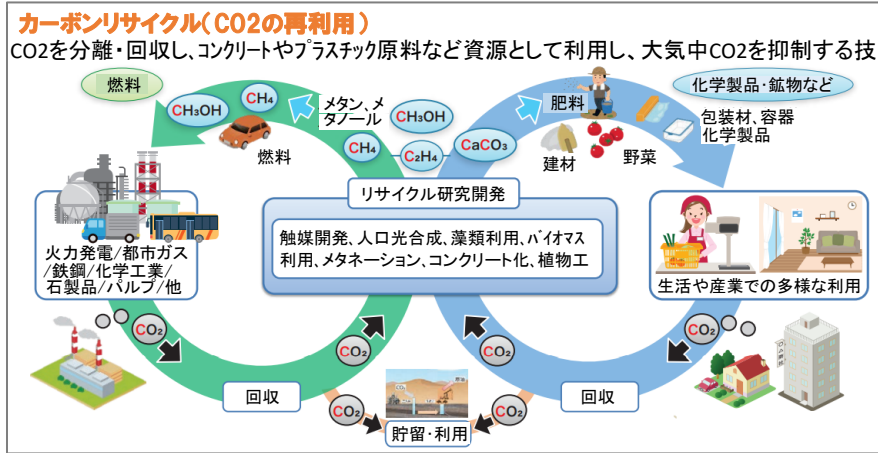 カーボンリサイクル(CO2の再利用)
CO2を分離・回収し、コンクリートやプラスチック原料など資源として利用し、大気中CO2を抑制する技
燃料
CH₃OH
CH₄
メタン、メ
タノール
燃料
CH₃OH
CH₄
C₂H₄
CaCO₃
肥料
建材
野菜
化学製品・鉱物など
包装材、容器
化学製品
リサイクル研究開発
触媒開発、人口光合成、藻類利用、バイオマス
利用、メタネーション、コンクリート化、植物工
火力発電/都市ガス
/鉄鋼/化学工業/
石製品/パルプ/他
生活や産業での多様な利用
CO₂
CO₂
CO₂
CO₂
回収
回収
CO₂
CO₂
貯留・利用